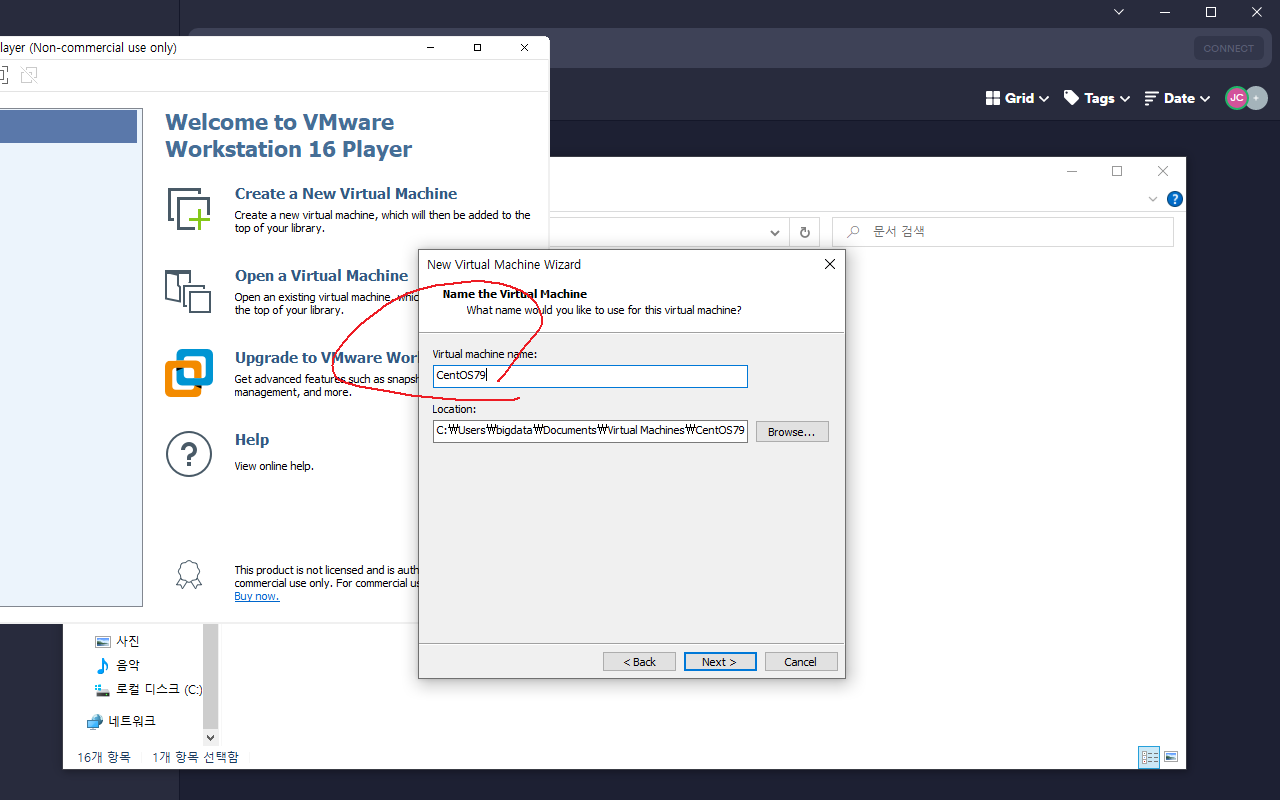 CONNECT
layer (Non-commercial use only)
Grid
Tags
Date
JC
+
Welcome to VMware
Workstation 16 Player
Create a New Virtual Machine
Create a new virtual machine, which will then be added to the
top of your library.
Open a Virtual Machine
Open an existing virtual machine, whic
the top of your library.
Upgrade to VMware Wor
Get advanced features such as snapsh
management, and more.
?
Help
View online help.
This product is not licensed and is auth
commercial use only. For commercial us
Buy now.
?
문서 검색
New Virtual Machine Wizard
Name the Virtual Machine
What name would you like to use for this virtual machine?
Virtual machine name:
CentOS79
Location:
C:₩Users₩bigdata₩Documents₩Virtual Machines₩CentOS79
Browse...
< Back
Next >
Cancel
사진
음악
로컬 디스크 (C:)
네트워크
16개 항목
1개 항목 선택함